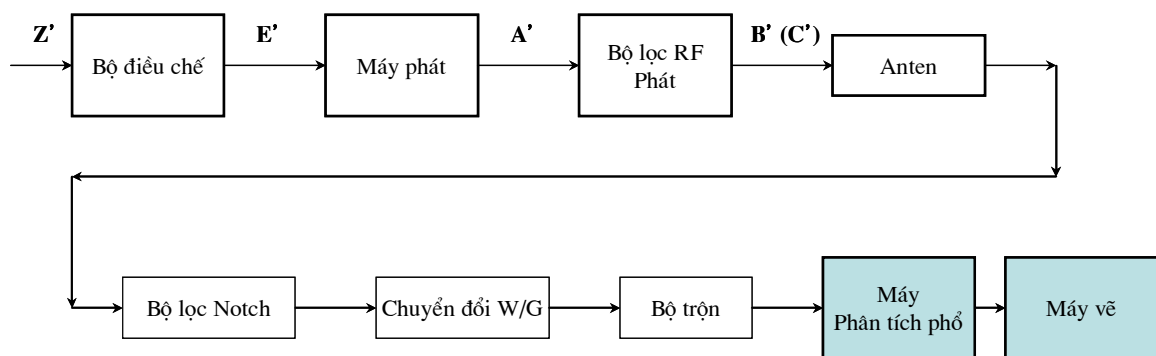 Z’ E’ A’ B’ (C’)
Bộ điều chế
Máy phát
Bộ lọc RF
Phát
Anten
Bộ lọc Notch
Chuyển đổi W/G
Bộ trộn
Máy
Phân tích phổ
Máy vẽ